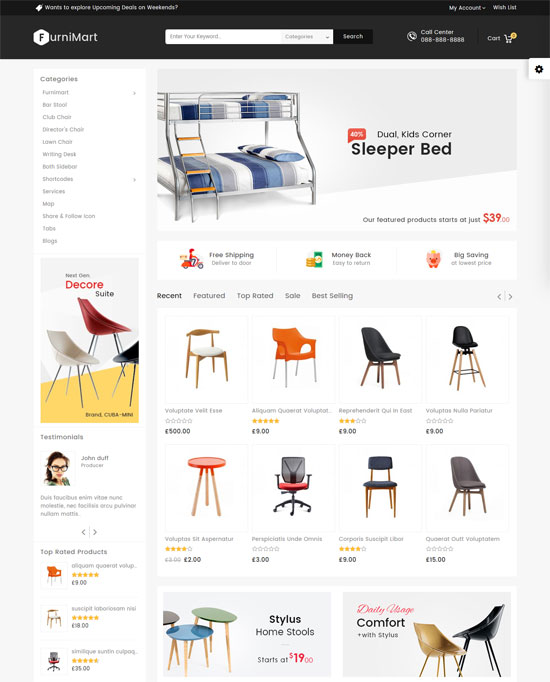 Wants to explore Upcoming Deals on Weekends?
My Account
Wish List
FurniMart
Enter Your Keyword..
Categories
Search
Call Center
088-888-8888
Cart
0
Categories
Furnimart
Bar Stool
Club Chair
Director's Chair
Lawn Chair
Writing Desk
Both Sidebar
Shortcodes
Services
Map
Share & Follow Icon
Tabs
Blogs
40%
Dual, Kids Corner
Sleeper Bed
Our featured products starts at just $39.00
Free Shipping
Deliver to door
Money Back
Easy to return
Big Saving
at lowest price
Next Gen.
Decore
Suite
Brand, CUBA-MINI
Recent
Featured
Top Rated
Sale
Best Selling
Voluptate Velit Esse
£500.00
Aliquam Quaerat Voluptat..
£9.00
Reprehenderit Qui In East
£9.00
Voluptas Nulla Pariatur
£9.00
Voluptas Sit Aspernatur
£3.00 £2.00
Perspiciatis Unde Omnis
£3.00
Corporis Suscipit Libor
£9.00
Quaerat Outt Voluptatem
£15.00
Testimonials
John duff
Producer
Duis faucibus enim vitae nunc
molestie, nec facilisis arcu pulvinar
nullam mattis..
Top Rated Products
aliquam quaerat volup...
£9.00
suscipit laboriosam nisi
£18.00
similique suntin culpaq...
£35.00
Stylus
Home Stools
Starts at $19.00
Daily Usage
Comfort
+with Stylus